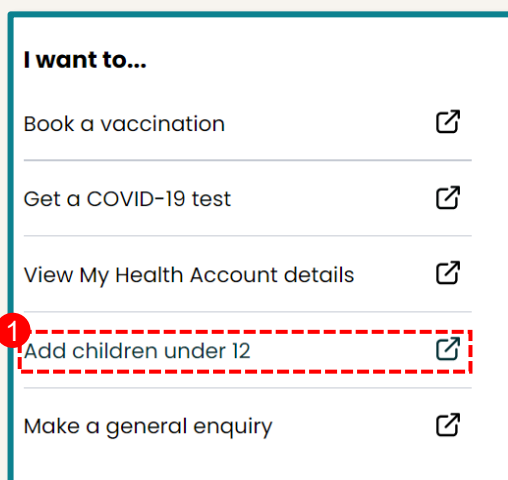 I want to...
Book a vaccination
Get a COVID-19 test
View My Health Account details
1
Add children under 12
Make a general enquiry